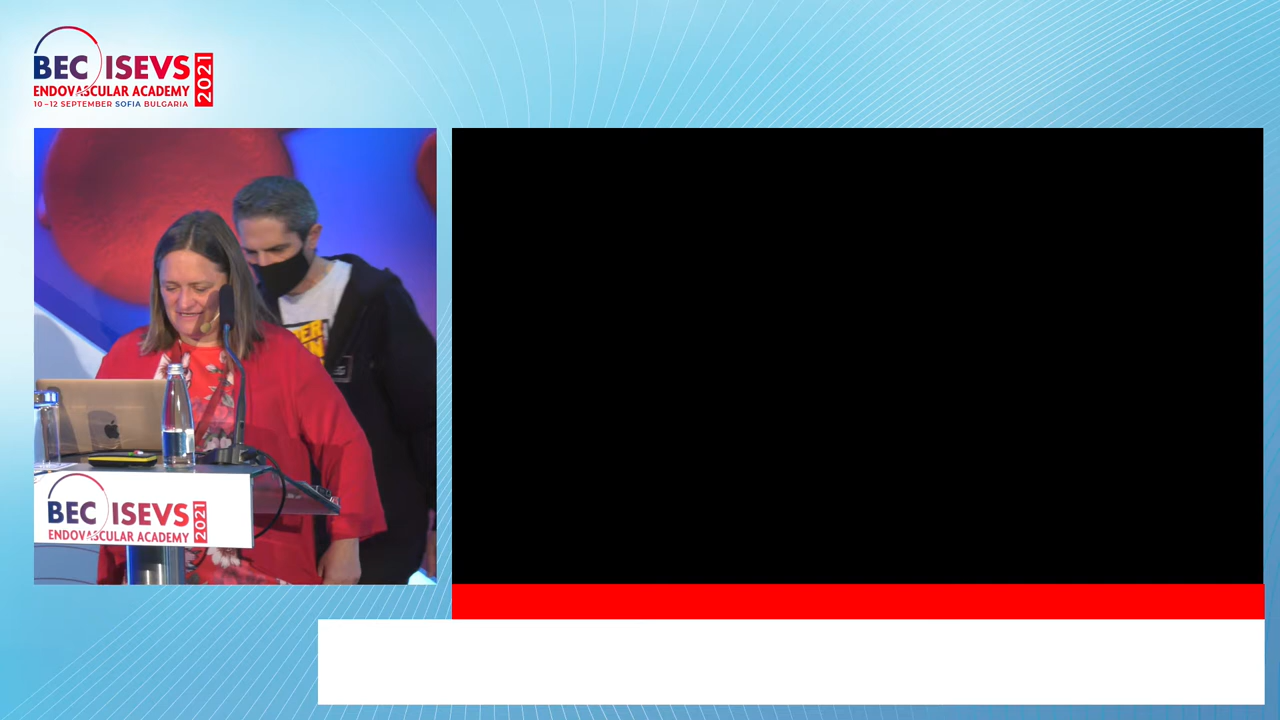 BEC ISEVS 2021
ENDOVASCULAR ACADEMY
10–12 SEPTEMBER SOFIA BULGARIA
BEC ISEVS 2021
ENDOVASCULAR ACADEMY